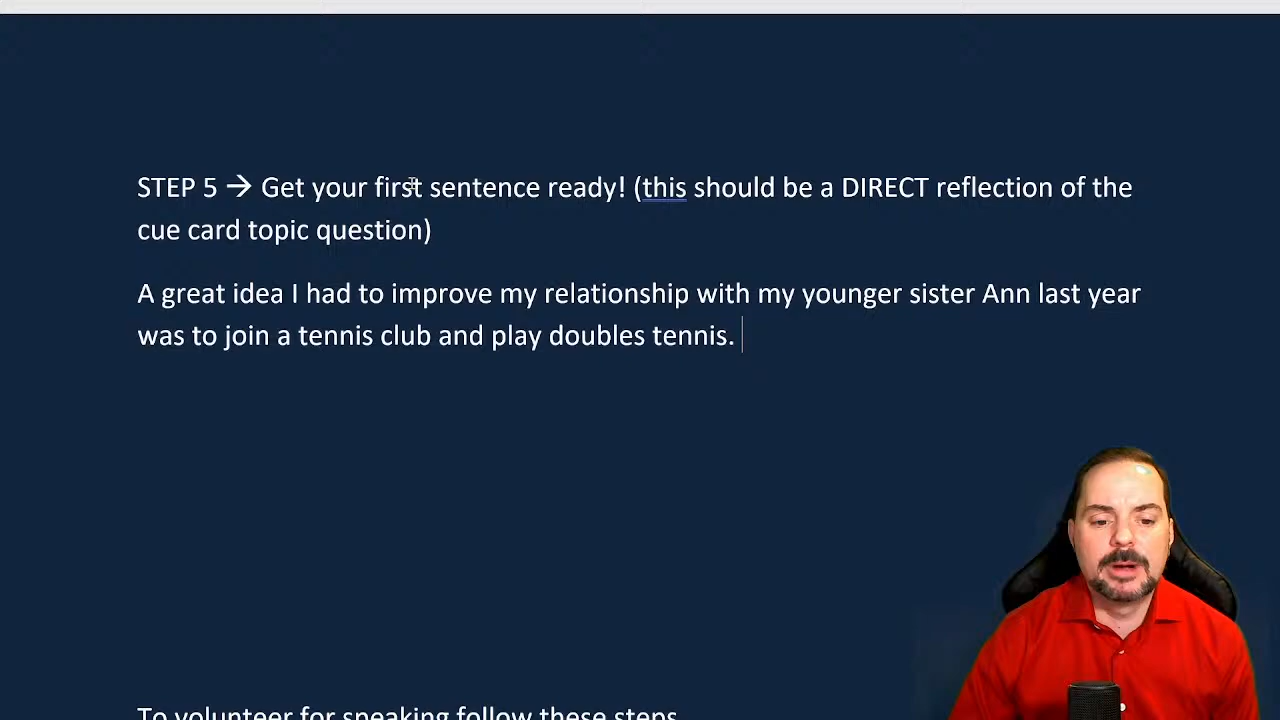 STEP 5 → Get your first sentence ready! (this should be a DIRECT reflection of the
cue card topic question)
A great idea I had to improve my relationship with my younger sister Ann last year
was to join a tennis club and play doubles tennis.
To volunteer for speaking follow these steps